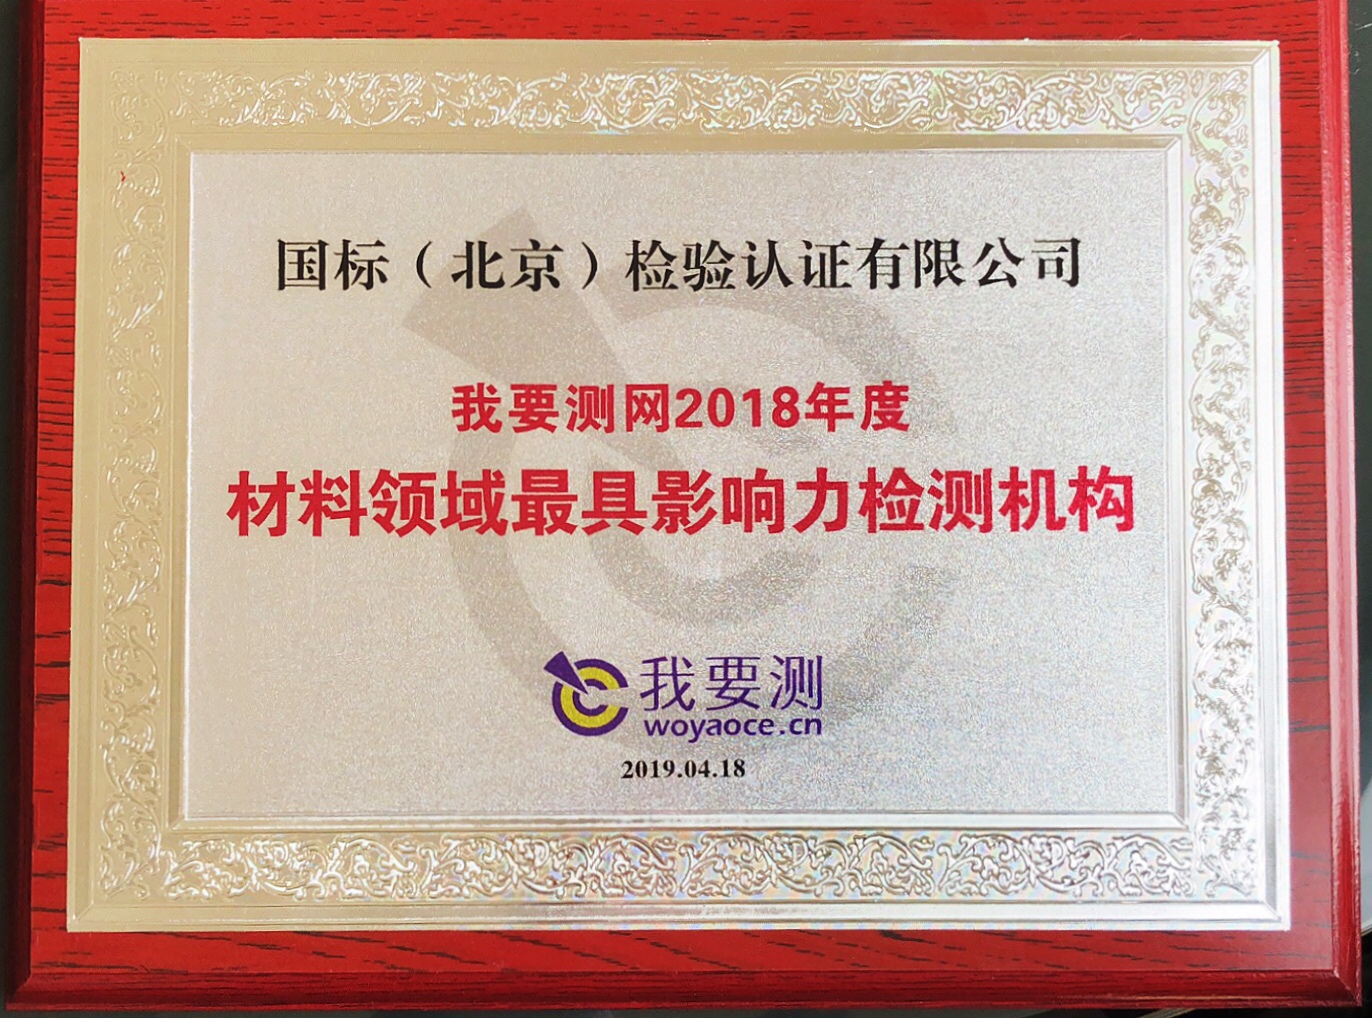 国标（北京）检验认证有限公司
我要测网2018年度
材料领域最具影响力检测机构
我要测
woyaoce.cn
2019.04.18